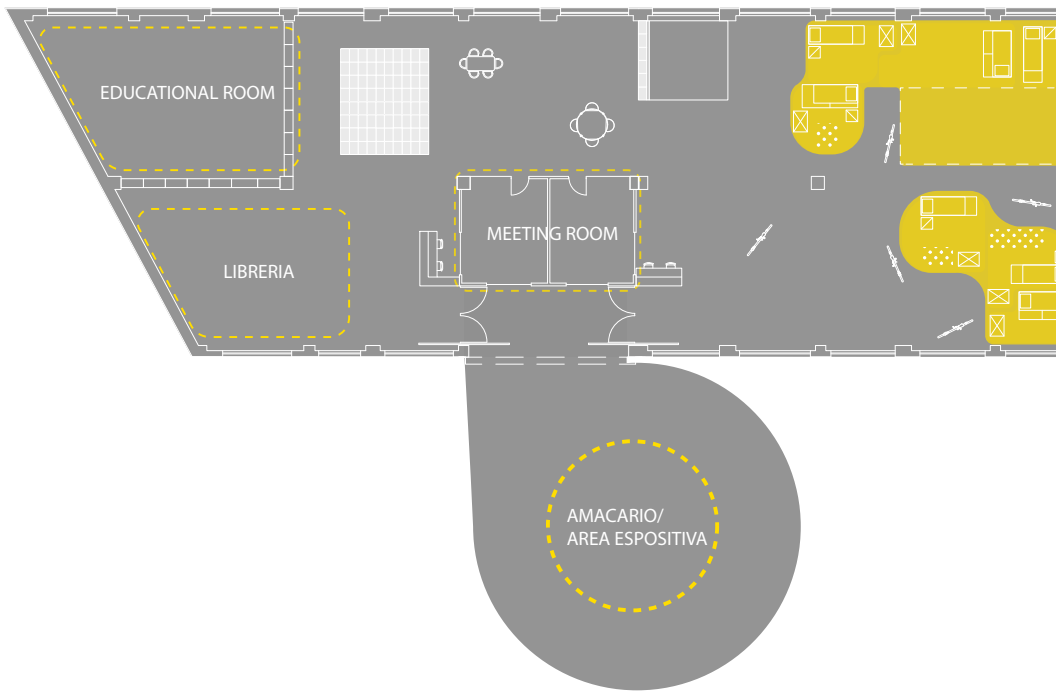 EDUCATIONAL ROOM
MEETING ROOM
LIBRERIA
AMACARIO/
AREA ESPOSITIVA